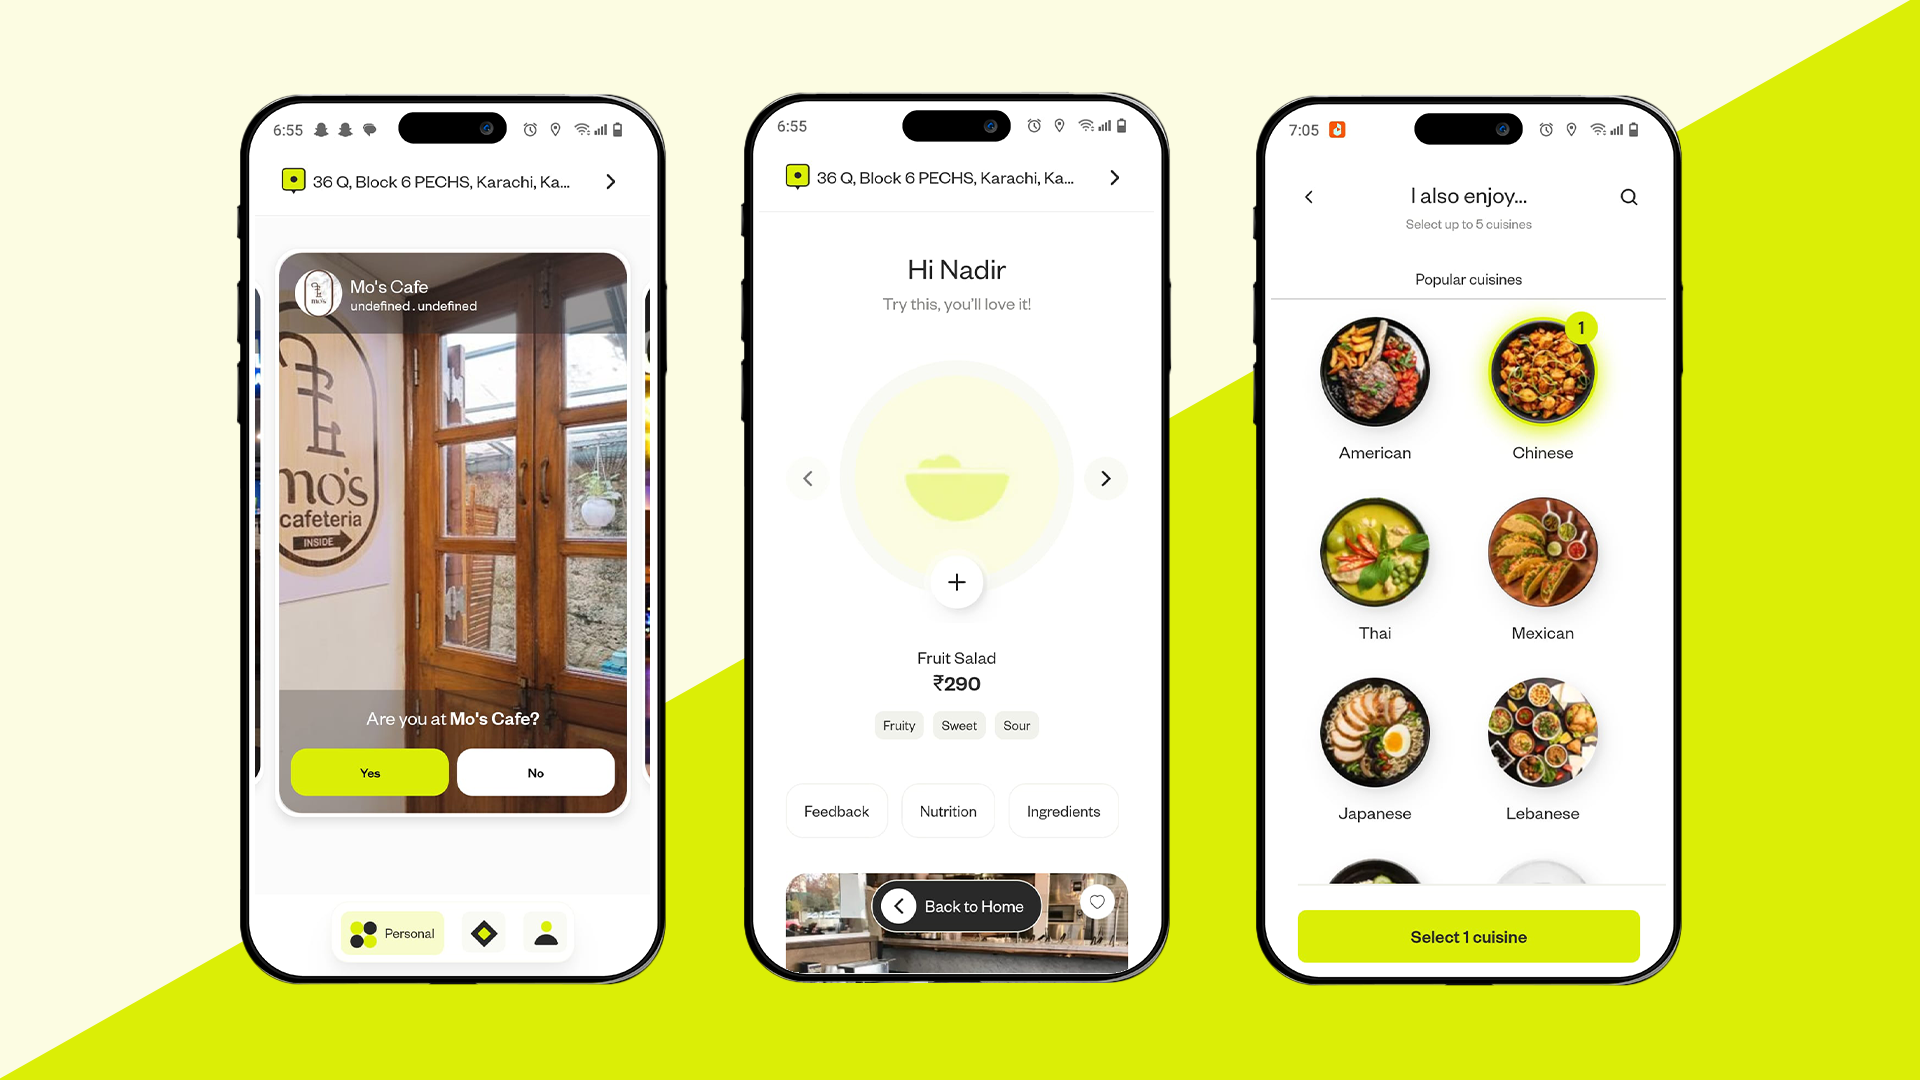 6:55
36 Q, Block 6 PECHS, Karachi, Ka...
mo's
Mo's Cafe
undefined . undefined
mo's
cafeteria
INSIDE
Are you at Mo's Cafe?
Yes
No
Personal
6:55
36 Q, Block 6 PECHS, Karachi, Ka...
Hi Nadir
Try this, you'll love it!
Fruit Salad
₹290
Fruity
Sweet
Sour
Feedback
Nutrition
Ingredients
Back to Home
7:05
I also enjoy...
Select up to 5 cuisines
Popular cuisines
1
American
Chinese
Thai
Mexican
Japanese
Lebanese
Select 1 cuisine